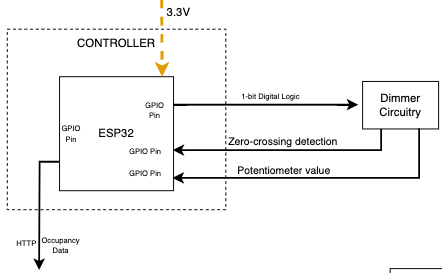 3.3V
CONTROLLER
GPIO
Pin
1-bit Digital Logic
Dimmer
Circuitry
GPIO
Pin
ESP32
Zero-crossing detection
GPIO Pin
Potentiometer value
GPIO Pin
HTTP
Occupancy
Data